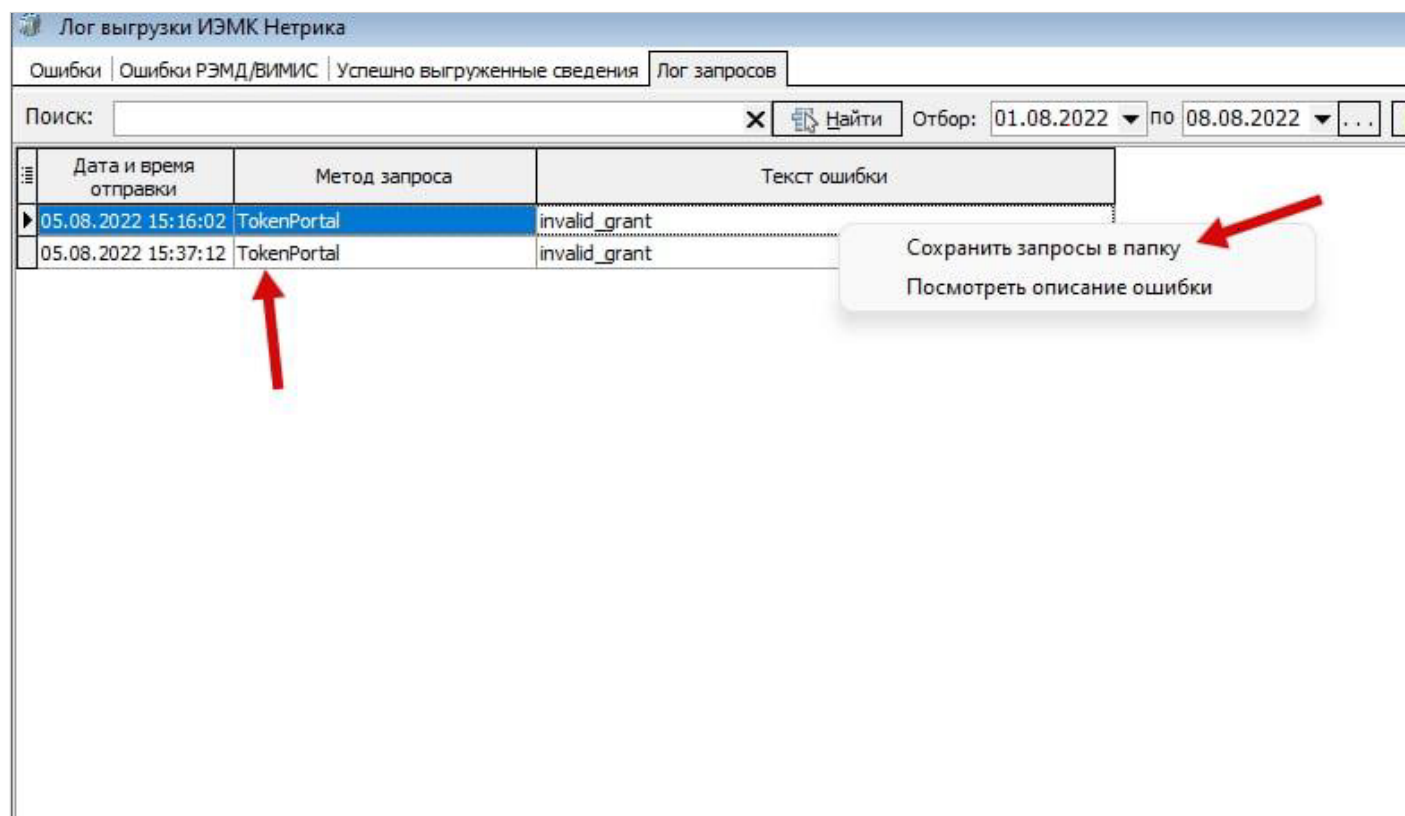 Лог выгрузки ИЭМК Нетрика
Ошибки Ошибки РЭМД/ВИМИС Успешно выгруженные сведения Лог запросов
Поиск: Найти Отбор: 01.08.2022 по 08.08.2022 ...
Дата и время отправки Метод запроса Текст ошибки
05.08.2022 15:16:02 TokenPortal invalid_grant
05.08.2022 15:37:12 TokenPortal invalid_grant
Сохранить запросы в папку
Посмотреть описание ошибки